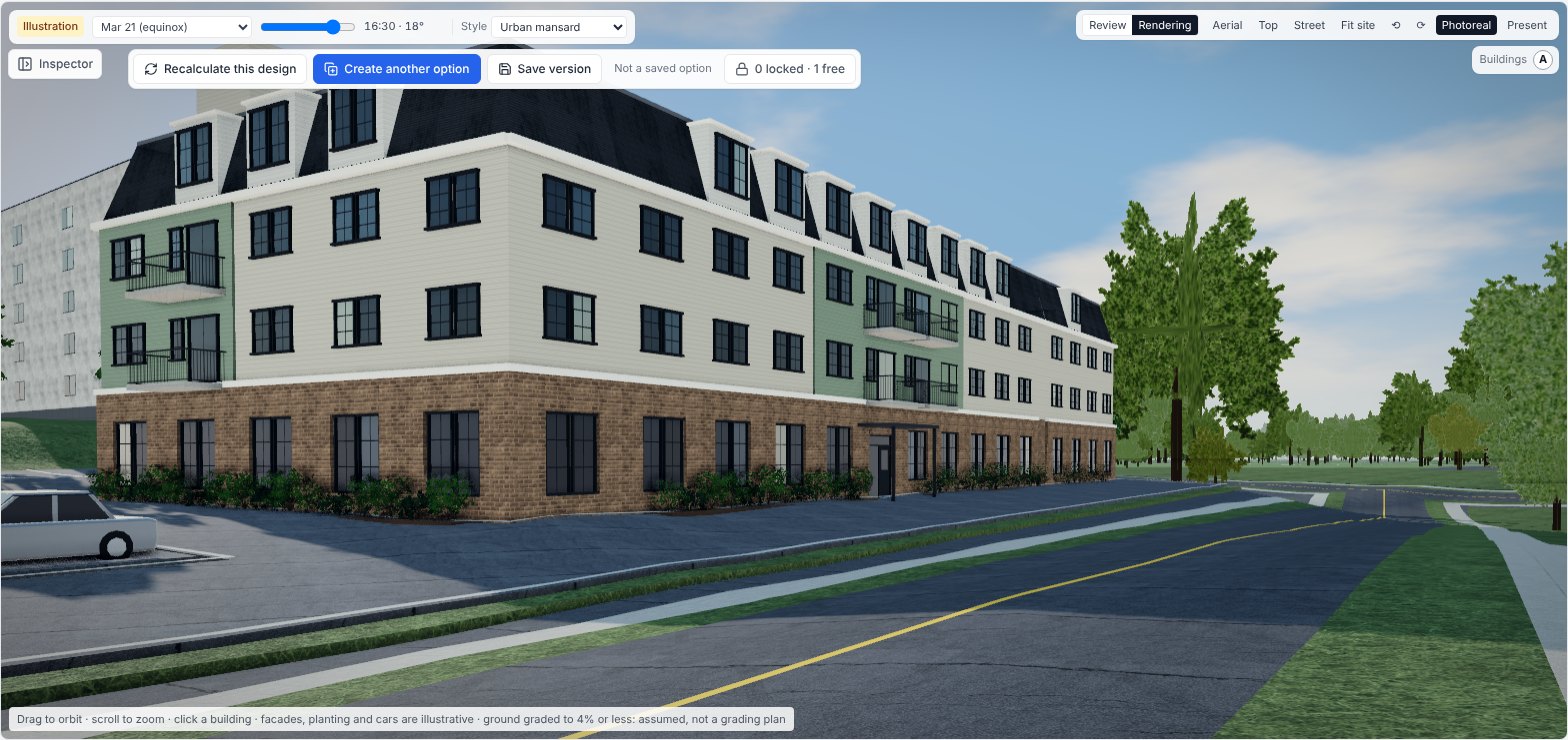 Illustration Mar 21 (equinox) 16:30 · 18° Style Urban mansard Review Rendering Aerial Top Street Fit site ⟲ ⟳ Photoreal Present
Inspector Recalculate this design Create another option Save version Not a saved option 0 locked · 1 free Buildings A
Drag to orbit · scroll to zoom · click a building · facades, planting and cars are illustrative · ground graded to 4% or less: assumed, not a grading plan